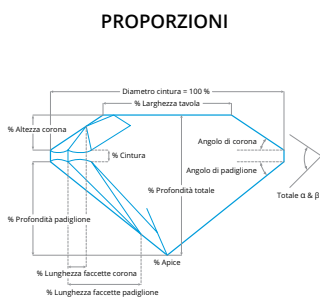 PROPORZIONI
Diametro cintura = 100 %
% Larghezza tavola
% Altezza corona
Angolo di corona
% Cintura
Angolo di padiglione
% Profondità totale
Totale α & β
% Profondità padiglione
% Apice
% Lunghezza faccette corona
% Lunghezza faccette padiglione